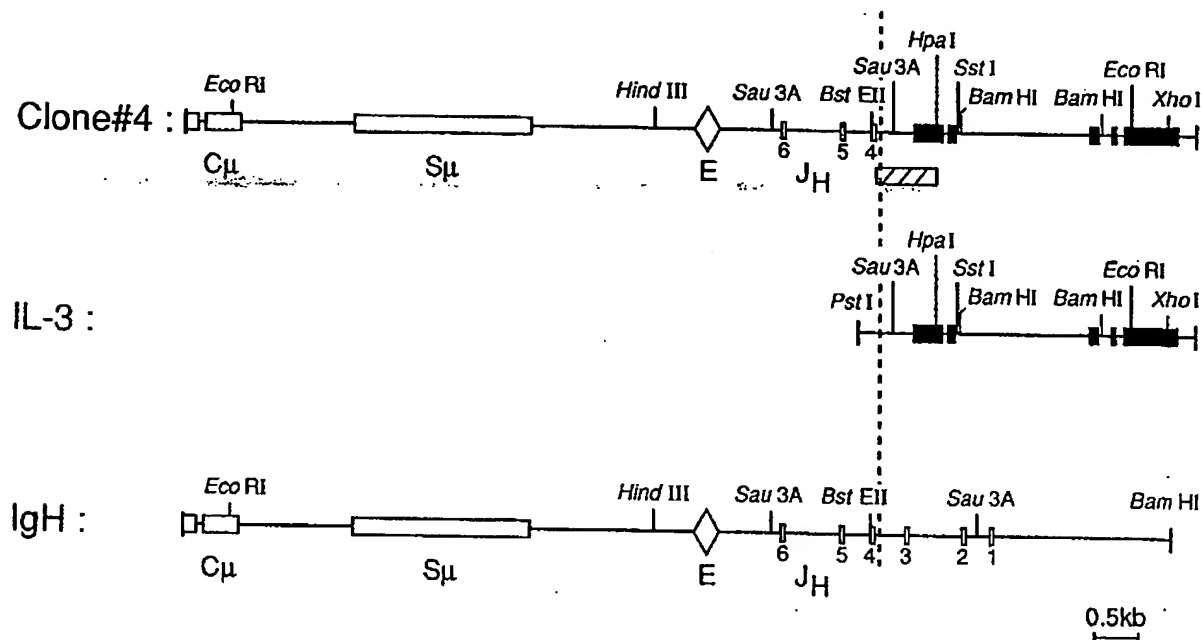 Hpa I
Eco RI Hind III Sau 3A Bst EII Sau 3A Sst I Bam HI Bam HI Eco RI Xho I
Clone#4 :
6 5 4
Cμ Sμ E JH
Hpa I
Pst I Sau 3A Sst I Bam HI Bam HI Eco RI Xho I
IL-3 :
Eco RI Hind III Sau 3A Bst EII Sau 3A Bam HI
IgH :
6 5 4 3 2 1
Cμ Sμ E JH
0.5kb